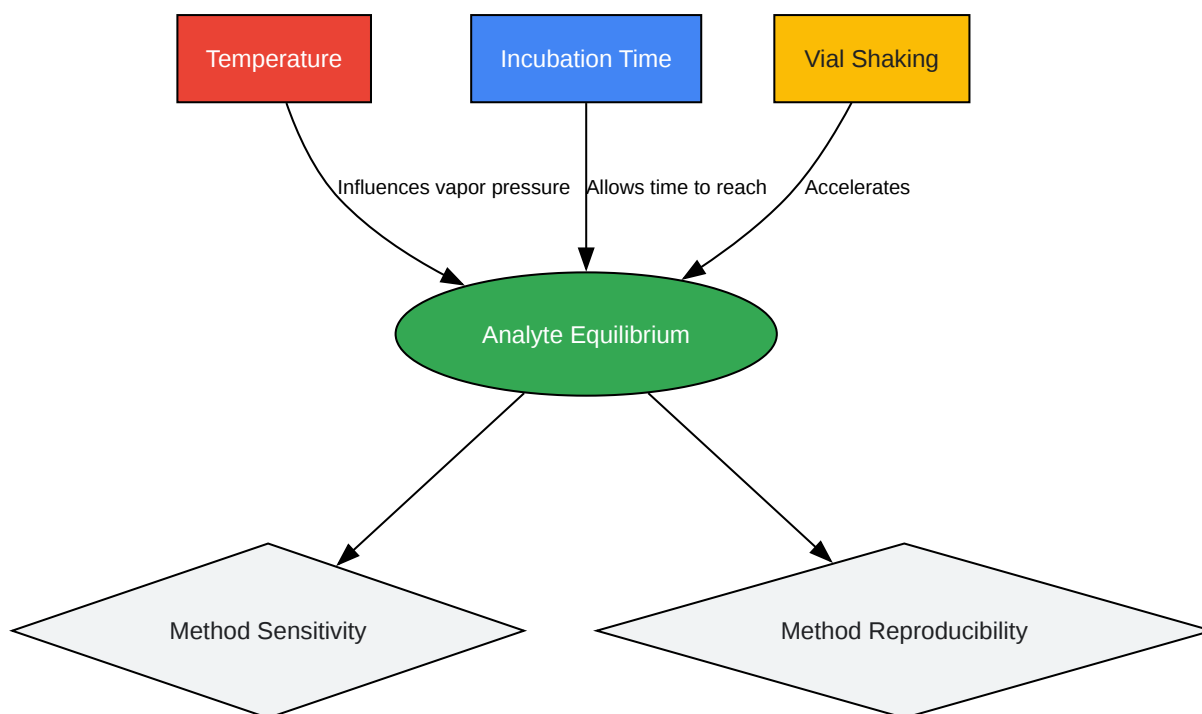 Temperature
Incubation Time
Vial Shaking
Influences vapor pressure
Allows time to reach
Accelerates
Analyte Equilibrium
Method Sensitivity
Method Reproducibility